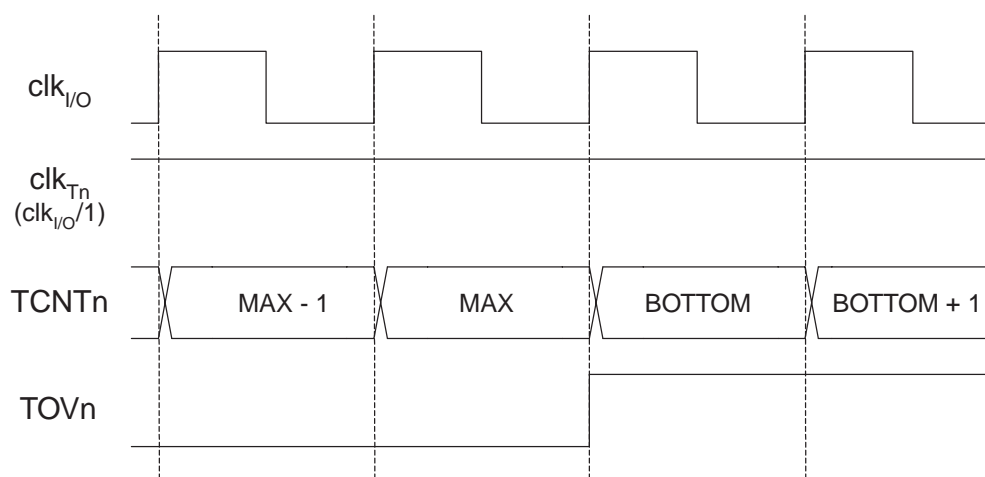 clkI/O
clkTn
(clkI/O/1)
TCNTn
MAX - 1
MAX
BOTTOM
BOTTOM + 1
TOVn